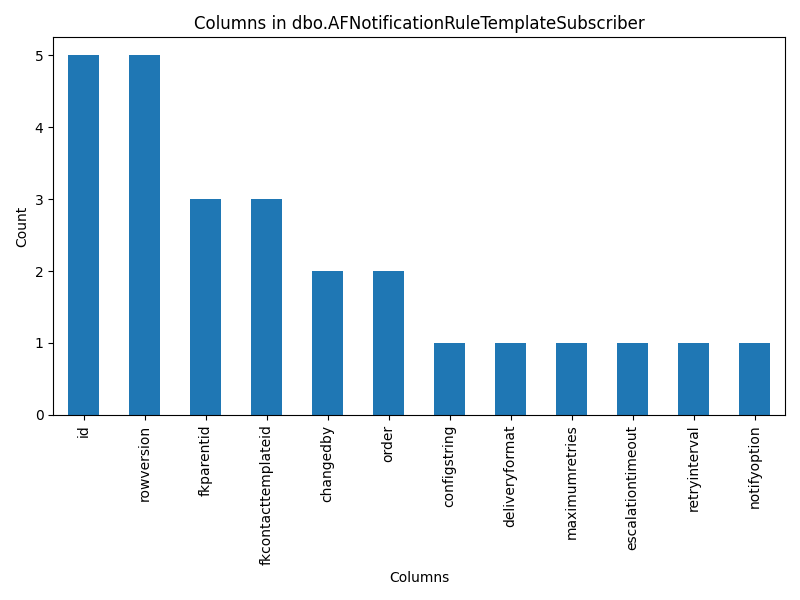 Columns in dbo.AFNotificationRuleTemplateSubscriber
Count
5
4
3
2
1
0
id
rowversion
fkparentid
fkcontacttemplateid
changedby
order
configstring
deliveryformat
maximumretries
escalationtimeout
retryinterval
notifyoption
Columns